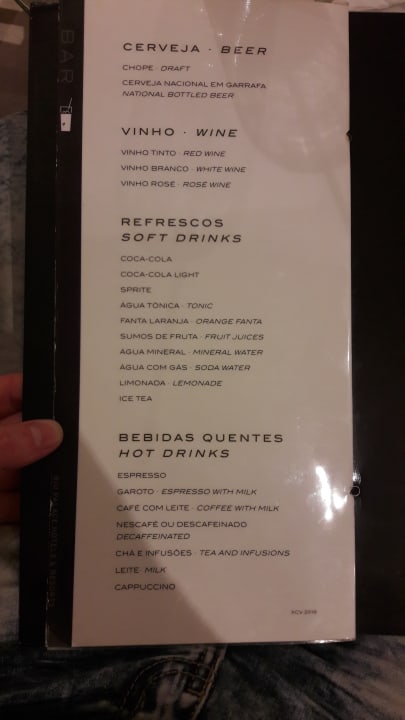 BAR
CERVEJA · BEER
CHOPE · DRAFT
CERVEJA NACIONAL EM GARRAFA
NATIONAL BOTTLED BEER
VINHO · WINE
VINHO TINTO · RED WINE
VINHO BRANCO · WHITE WINE
VINHO ROSÉ · ROSÉ WINE
REFRESCOS
SOFT DRINKS
COCA-COLA
COCA-COLA LIGHT
SPRITE
ÁGUA TÓNICA · TONIC
FANTA LARANJA · ORANGE FANTA
SUMOS DE FRUTA · FRUIT JUICES
ÁGUA MINERAL · MINERAL WATER
ÁGUA COM GÁS · SODA WATER
LIMONADA · LEMONADE
ICE TEA
BEBIDAS QUENTES
HOT DRINKS
ESPRESSO
GAROTO · ESPRESSO WITH MILK
CAFÉ COM LEITE · COFFEE WITH MILK
NESCAFÉ OU DESCAFEINADO
DECAFFEINATED
CHÁ E INFUSÕES · TEA AND INFUSIONS
LEITE · MILK
CAPPUCCINO